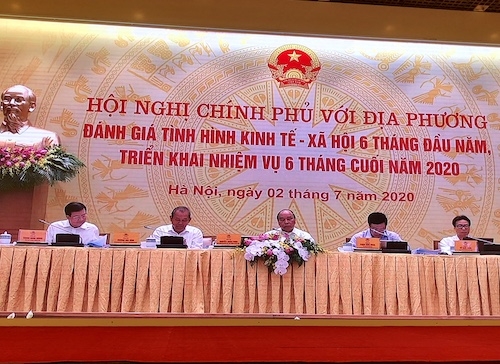 HỘI NGHỊ CHÍNH PHỦ VỚI ĐỊA PHƯƠNG
ĐÁNH GIÁ TÌNH HÌNH KINH TẾ - XÃ HỘI 6 THÁNG ĐẦU NĂM,
TRIỂN KHAI NHIỆM VỤ 6 THÁNG CUỐI NĂM 2020
Hà Nội, ngày 02 tháng 7 năm 2020